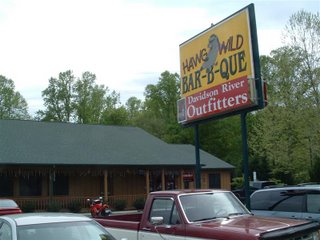 HAWG WILD
BAR-B-QUE
Davidson River
Outfitters